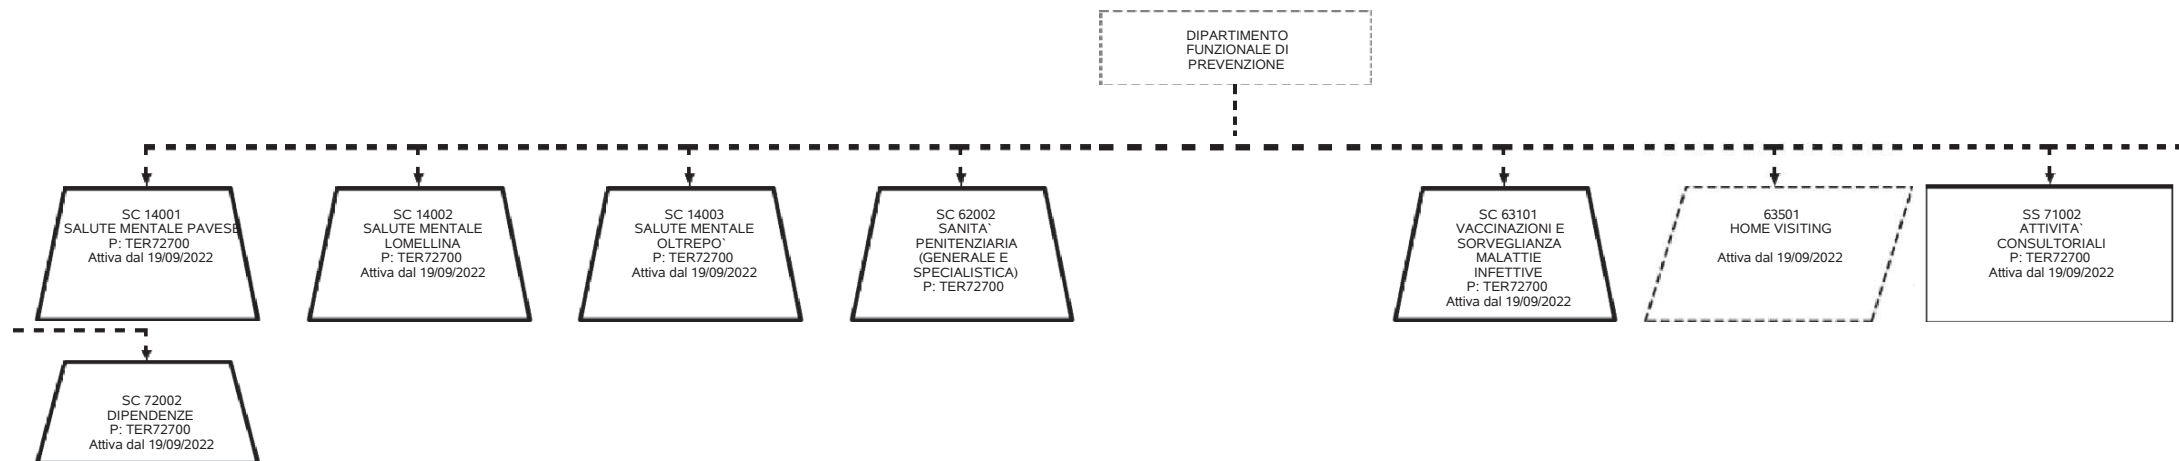 DIPARTIMENTO
FUNZIONALE DI
PREVENZIONE
SC 14001
SALUTE MENTALE PAVESE
P: TER72700
Attiva dal 19/09/2022
SC 14002
SALUTE MENTALE
LOMELLINA
P: TER72700
Attiva dal 19/09/2022
SC 14003
SALUTE MENTALE
OLTREPO`
P: TER72700
Attiva dal 19/09/2022
SC 62002
SANITA`
PENITENZIARIA
(GENERALE E
SPECIALISTICA)
P: TER72700
SC 63101
VACCINAZIONI E
SORVEGLIANZA
MALATTIE
INFETTIVE
P: TER72700
Attiva dal 19/09/2022
63501
HOME VISITING
Attiva dal 19/09/2022
SS 71002
ATTIVITA`
CONSULTORIALI
P: TER72700
Attiva dal 19/09/2022
SC 72002
DIPENDENZE
P: TER72700
Attiva dal 19/09/2022